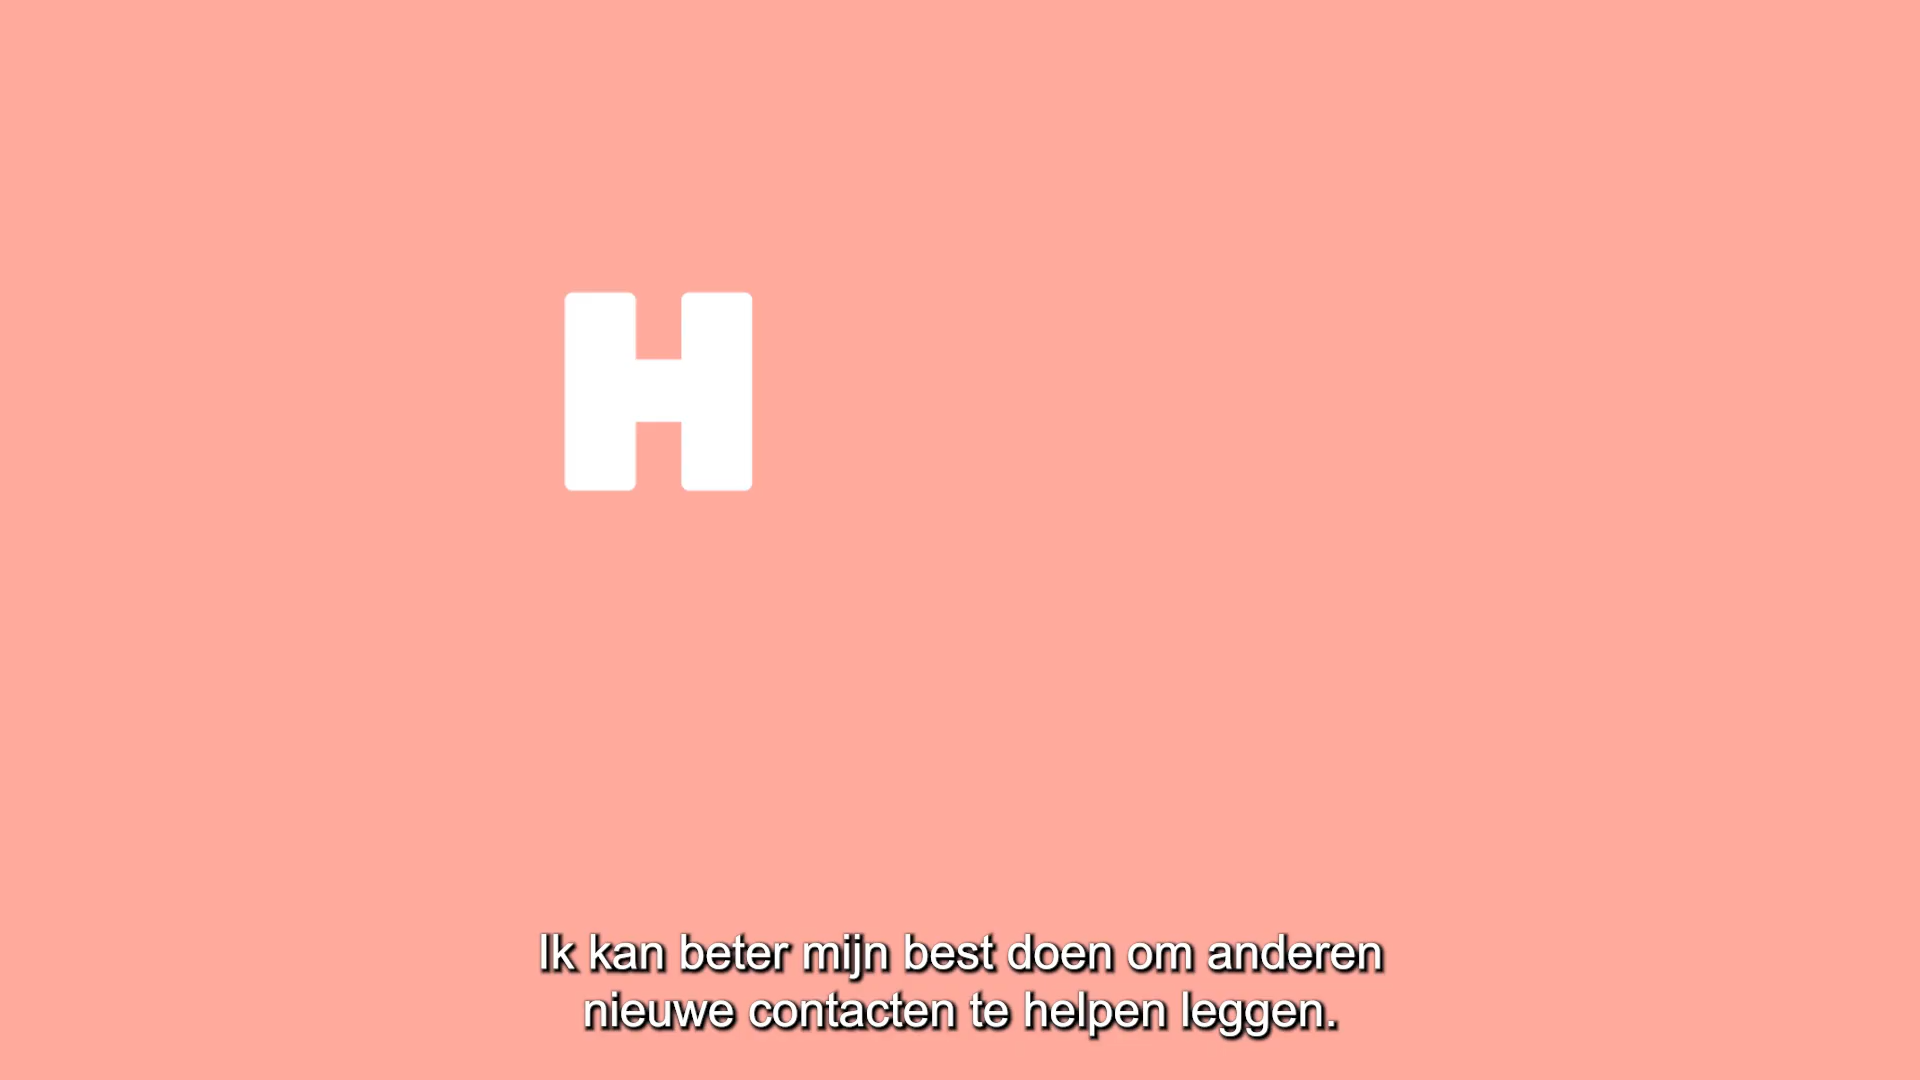 H
Ik kan beter mijn best doen om anderen
nieuwe contacten te helpen leggen.